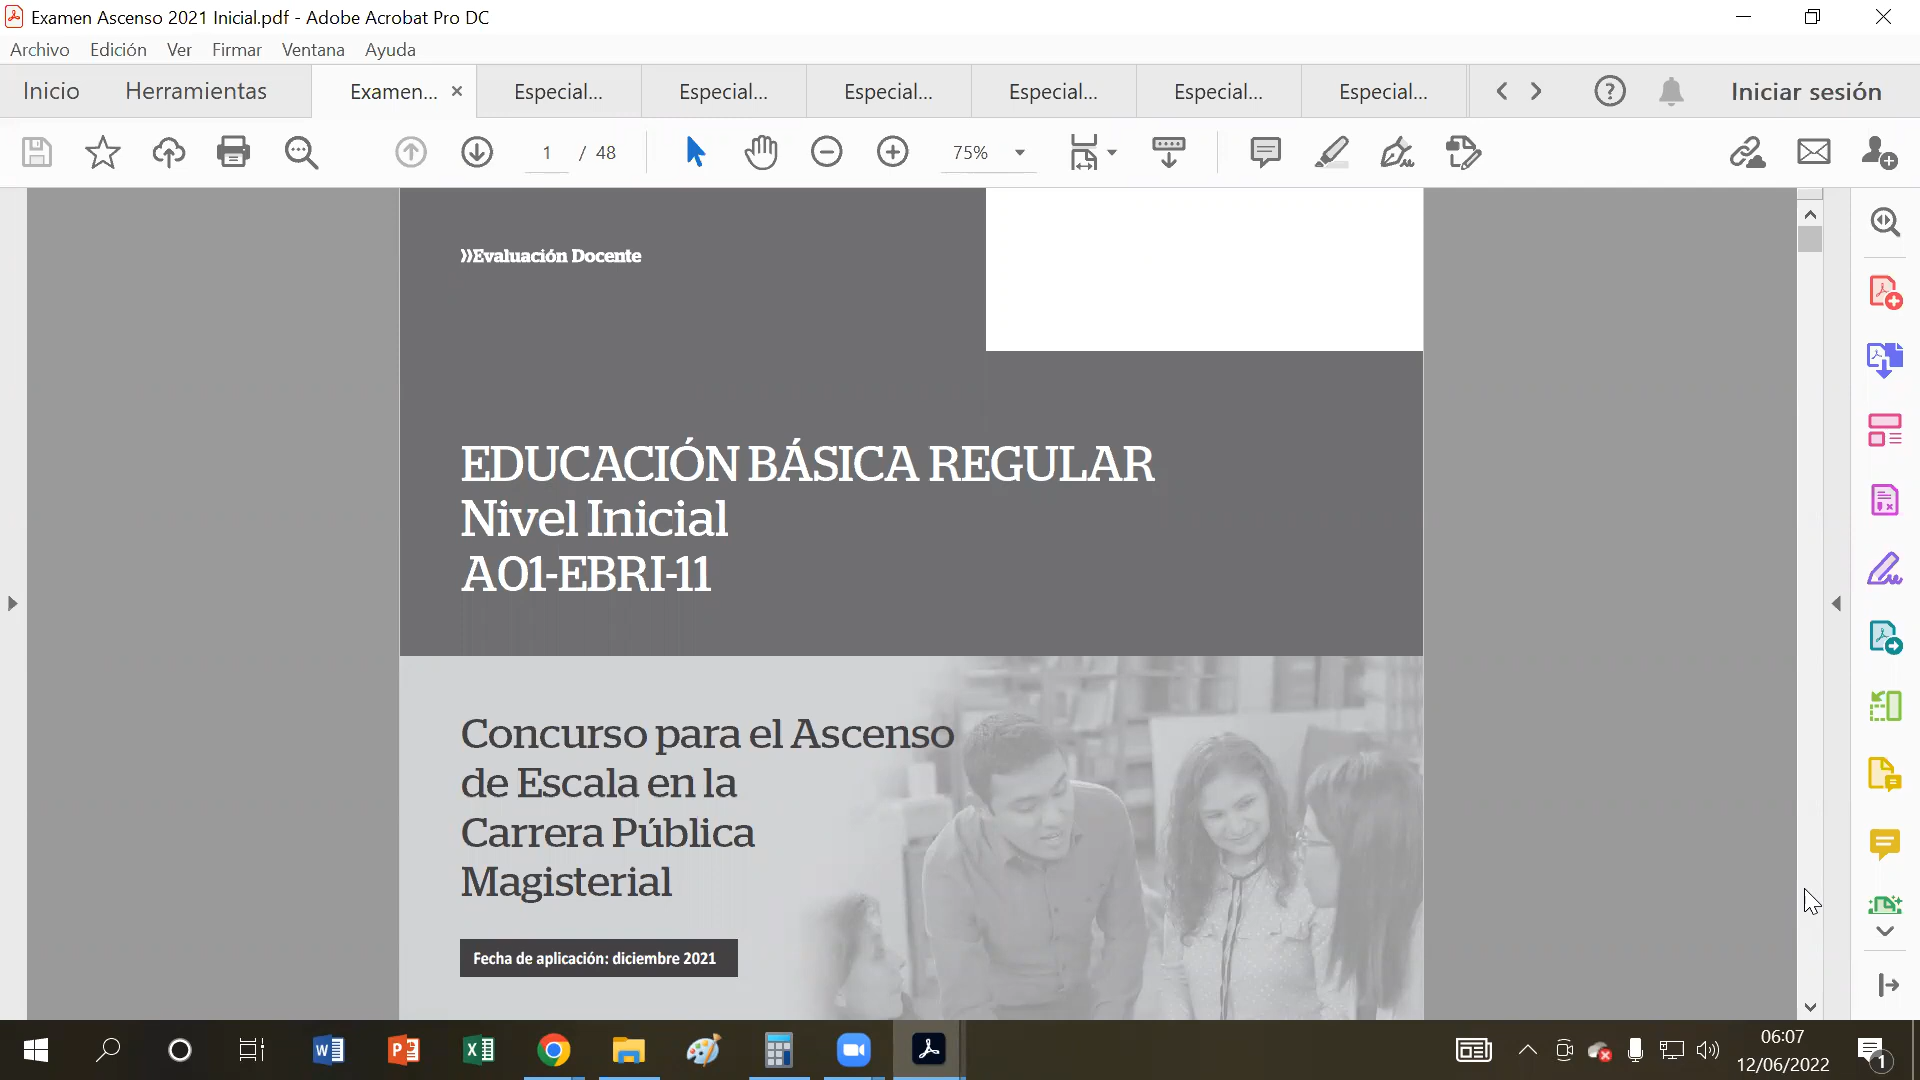 Examen Ascenso 2021 Inicial.pdf - Adobe Acrobat Pro DC
Archivo Edición Ver Firmar Ventana Ayuda
Inicio Herramientas Examen... × Especial... Especial... Especial... Especial... Especial... Especial... Iniciar sesión
1 / 48 75%
»Evaluación Docente
EDUCACIÓN BÁSICA REGULAR
Nivel Inicial
A01-EBRI-11
Concurso para el Ascenso
de Escala en la
Carrera Pública
Magisterial
Fecha de aplicación: diciembre 2021
06:07
12/06/2022
1